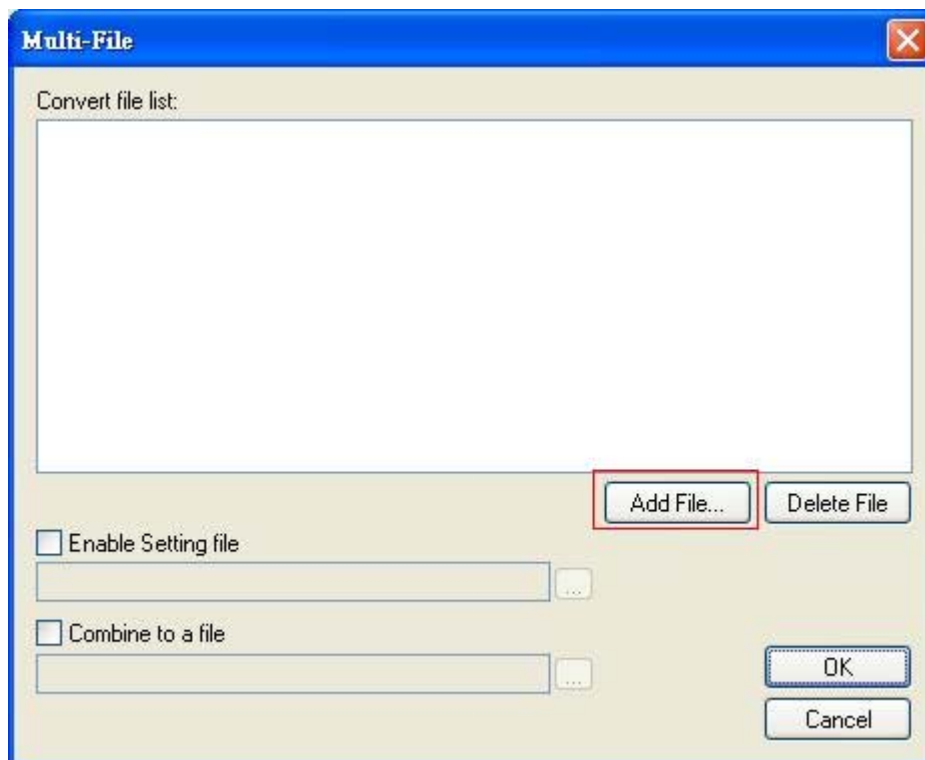 Multi-File
Convert file list:
Add File...
Delete File
Enable Setting file
...
Combine to a file
...
OK
Cancel